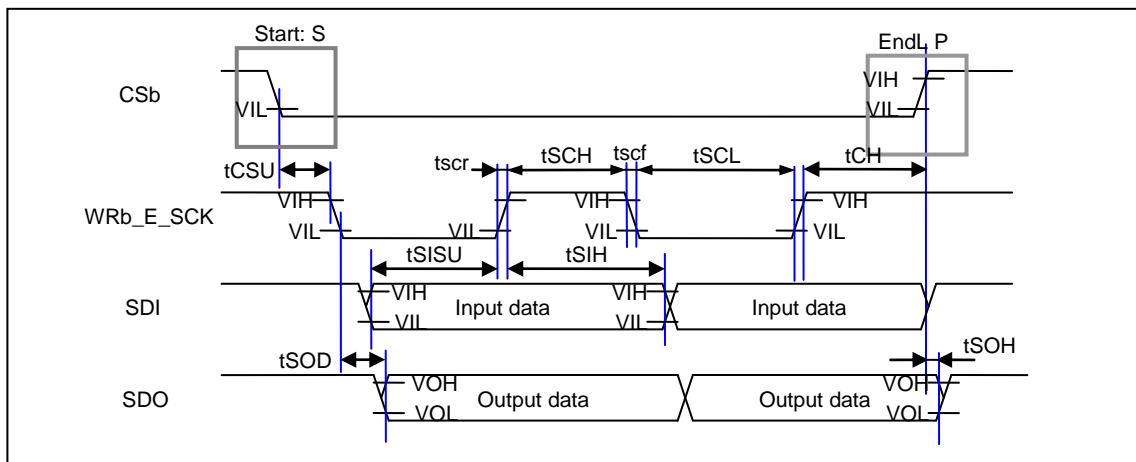 Start: S
EndL P
VIH
CSb
VIL
VIL
tCSU
tscr
tSCH
tscf
tSCL
tCH
VIH
VIH
VIH
WRb_E_SCK
VIL
VIL
VIL
VIL
tSISU
tSIH
VIH
VIH
SDI
Input data
Input data
VIL
VIL
tSOD
tSOH
VOH
VOH
SDO
Output data
Output data
VOL
VOL